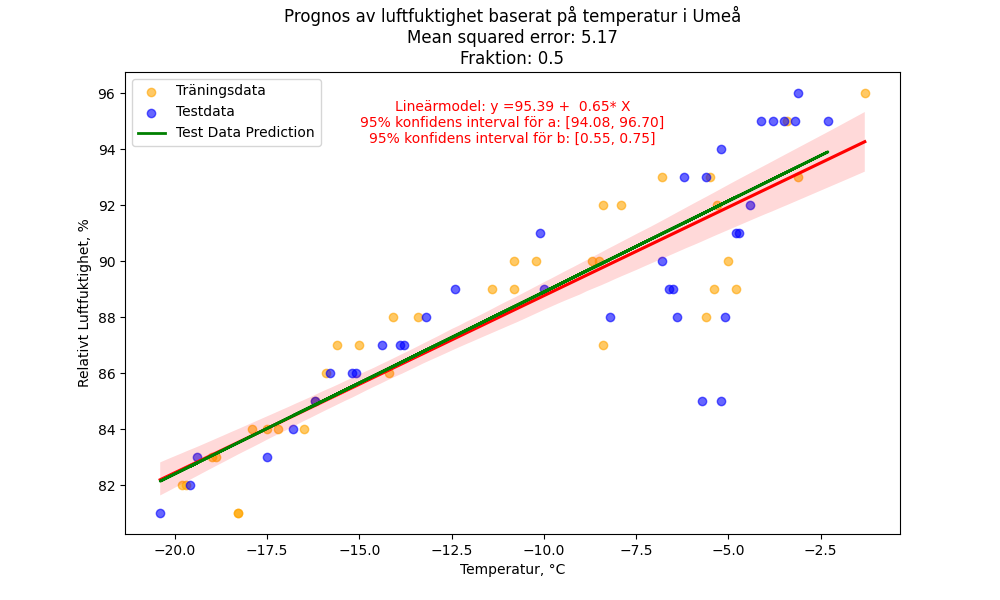 Prognos av luftfuktighet baserat på temperatur i Umeå
Mean squared error: 5.17
Fraktion: 0.5
Träningsdata
Testdata
Test Data Prediction
Lineärmodel: y =95.39 +  0.65* X
95% konfidens interval för a: [94.08, 96.70]
95% konfidens interval för b: [0.55, 0.75]
Relativt Luftfuktighet, %
96
94
92
90
88
86
84
82
−20.0 −17.5 −15.0 −12.5 −10.0 −7.5 −5.0 −2.5
Temperatur, °C